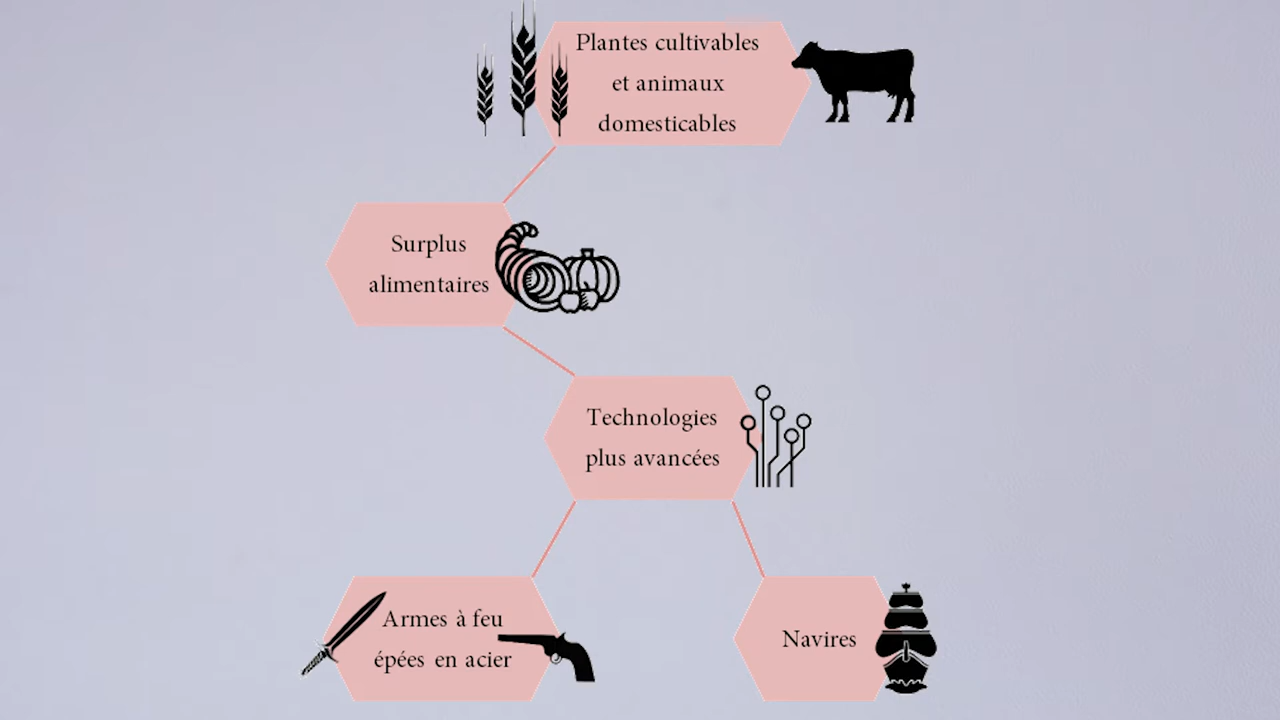 Plantes cultivables
et animaux
domesticables
Surplus
alimentaires
Technologies
plus avancées
Armes à feu
épées en acier
Navires